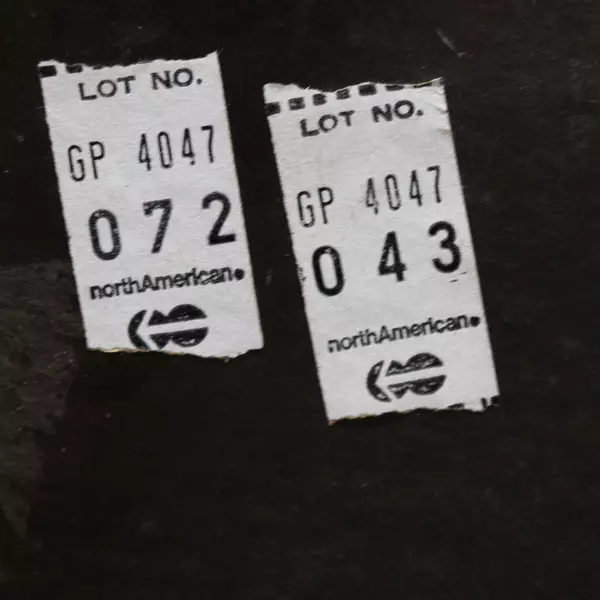 LOT NO.
GP 4047
072
northAmerican
LOT NO.
GP 4047
043
northAmerican